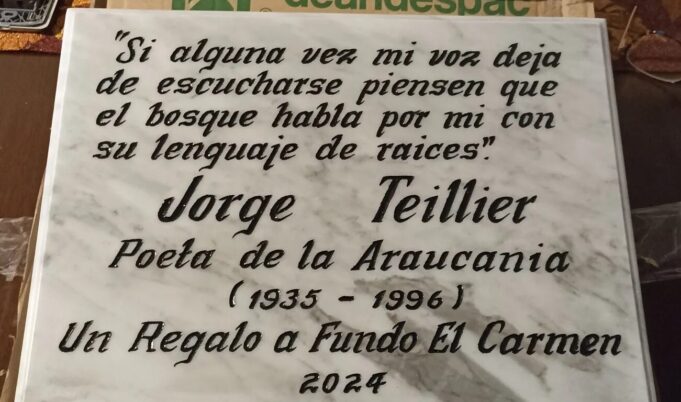 deandespac
"Si alguna vez mi voz deja
de escucharse piensen que
el bosque habla por mi con
su lenguaje de raices".
Jorge Teillier
Poeta de la Araucania
(1935 - 1996)
Un Regalo a Fundo El Carmen
2024